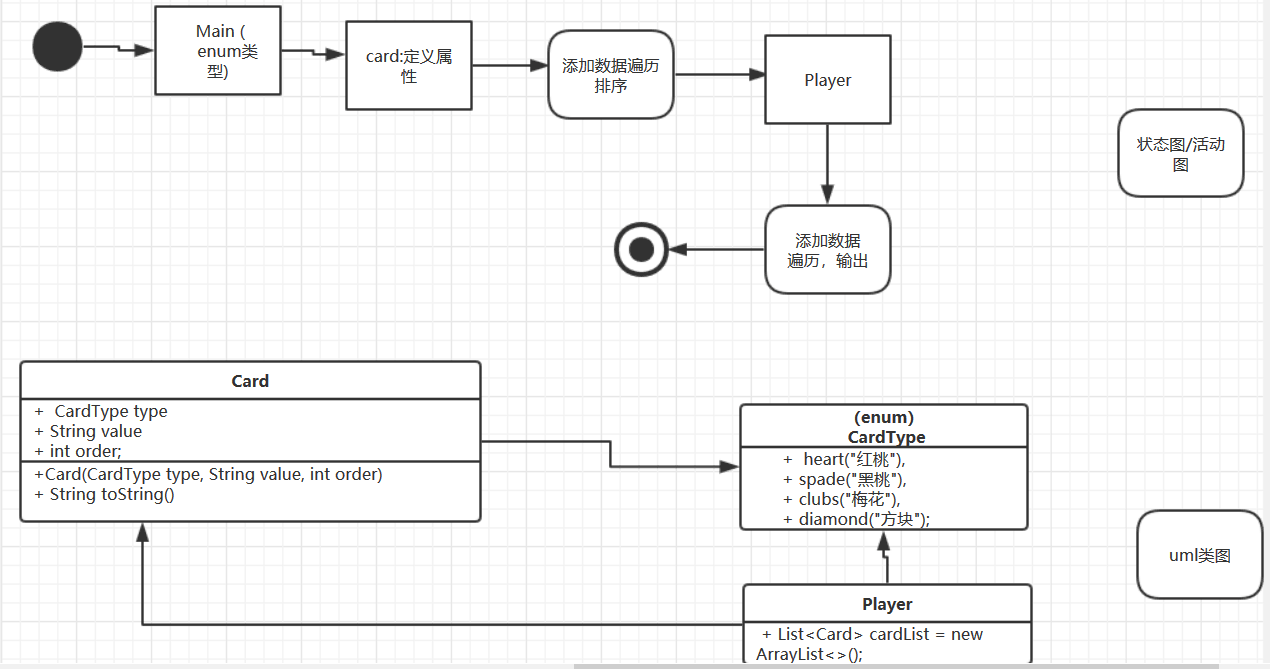 Main (
enum类
型)
card:定义属
性
添加数据遍历
排序
Player
状态图/活动
图
添加数据
遍历，输出
Card
+  CardType type
+ String value
+ int order;
+Card(CardType type, String value, int order)
+ String toString()
(enum)
CardType
+  heart("红桃"),
+ spade("黑桃"),
+ clubs("梅花"),
+ diamond("方块");
uml类图
Player
+ List<Card> cardList = new
ArrayList<>();